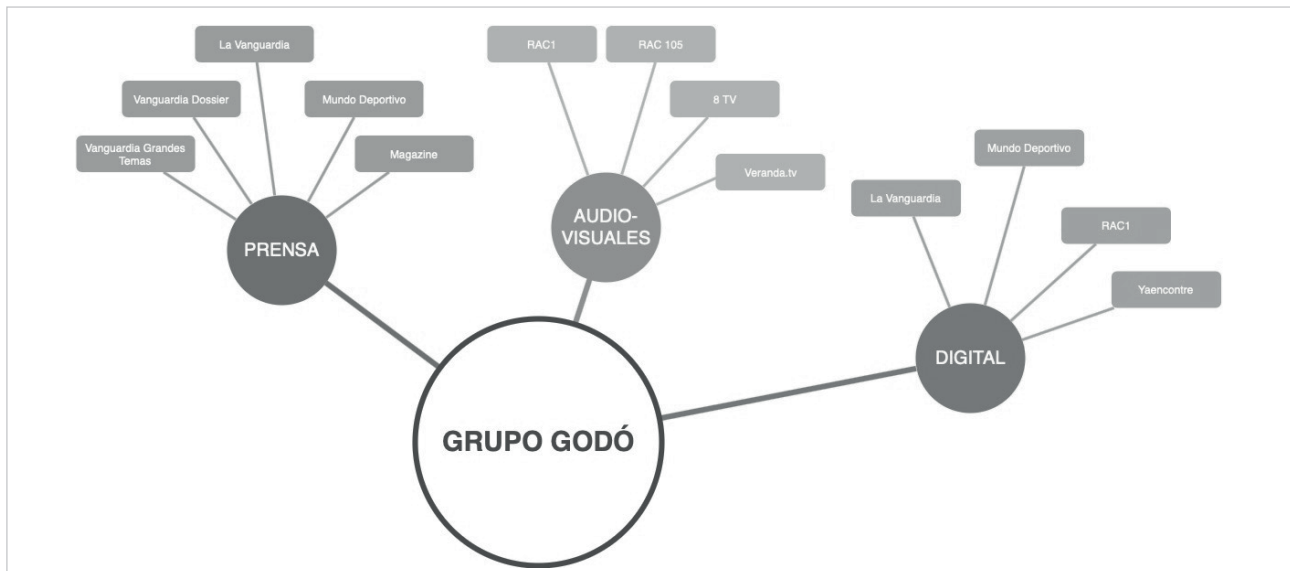 La Vanguardia
Vanguardia Dossier
Mundo Deportivo
Vanguardia Grandes
Temas
Magazine
PRENSA
RAC1
RAC 105
8 TV
Veranda.tv
AUDIO-
VISUALES
Mundo Deportivo
La Vanguardia
RAC1
Yaencontre
DIGITAL
GRUPO GODÓ